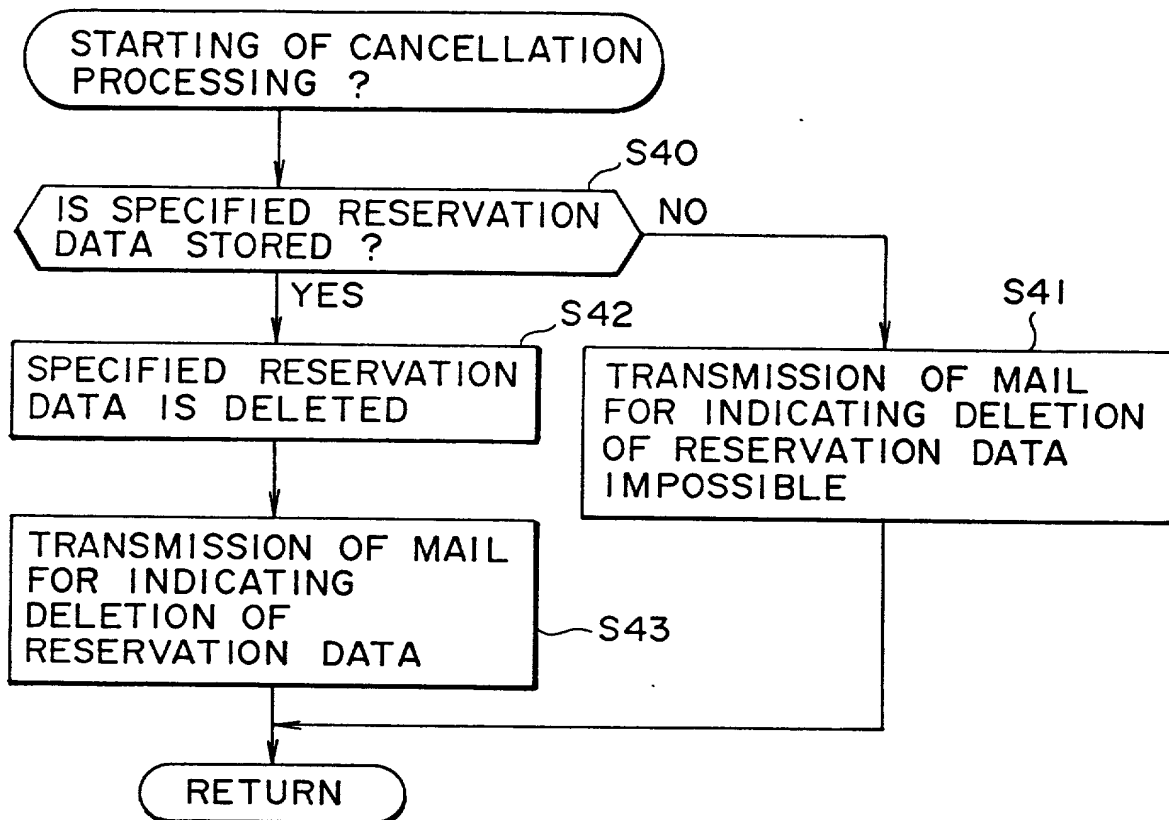 STARTING OF CANCELLATION
PROCESSING ?
S40
IS SPECIFIED RESERVATION
DATA STORED ?
NO
YES
S41
S42
SPECIFIED RESERVATION
DATA IS DELETED
TRANSMISSION OF MAIL
FOR INDICATING DELETION
OF RESERVATION DATA
IMPOSSIBLE
TRANSMISSION OF MAIL
FOR INDICATING
DELETION OF
RESERVATION DATA
S43
RETURN